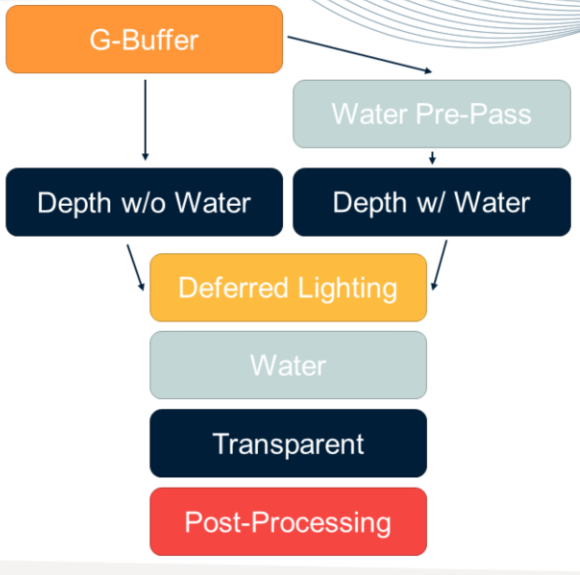 G-Buffer
Water Pre-Pass
Depth w/o Water
Depth w/ Water
Deferred Lighting
Water
Transparent
Post-Processing